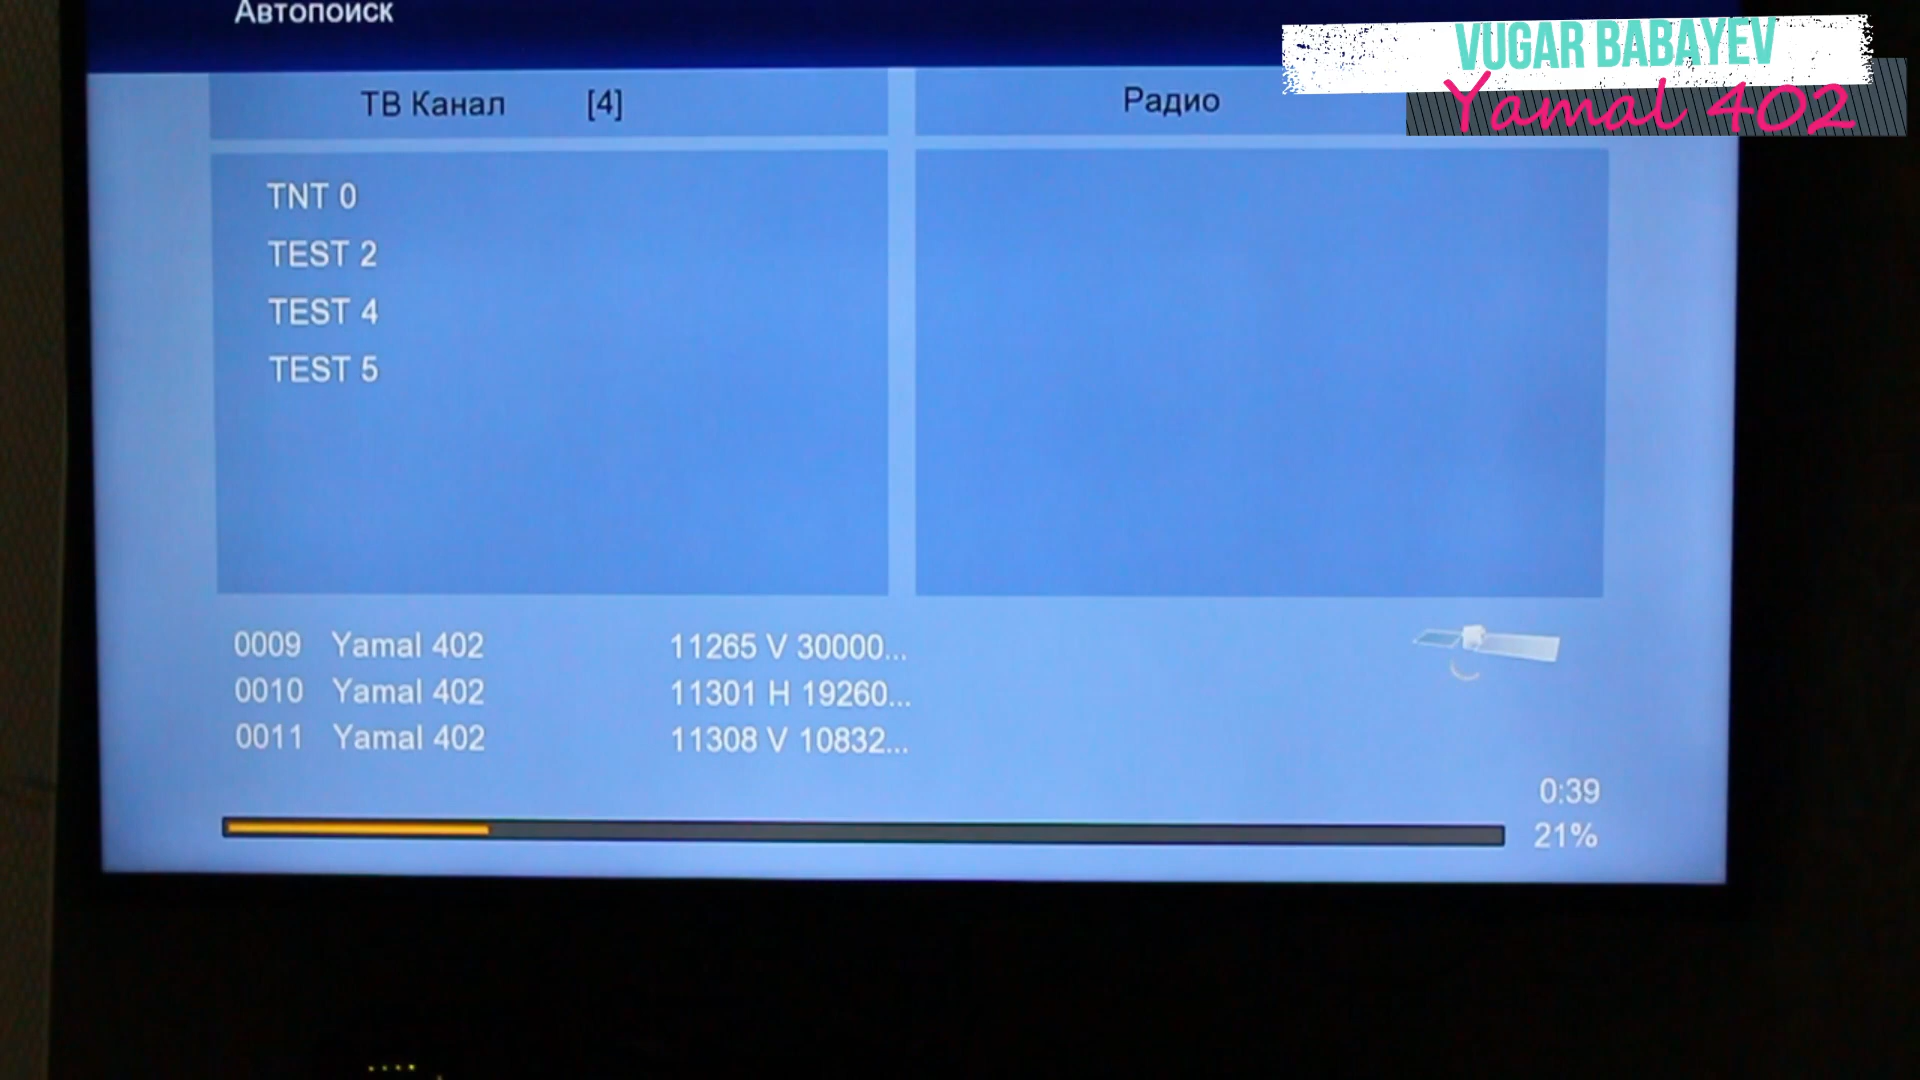 Автопоиск
VUGAR BABAYEV
Yamal 402
ТВ Канал [4]
Радио
TNT 0
TEST 2
TEST 4
TEST 5
0009 Yamal 402 11265 V 30000...
0010 Yamal 402 11301 H 19260...
0011 Yamal 402 11308 V 10832...
0:39
21%